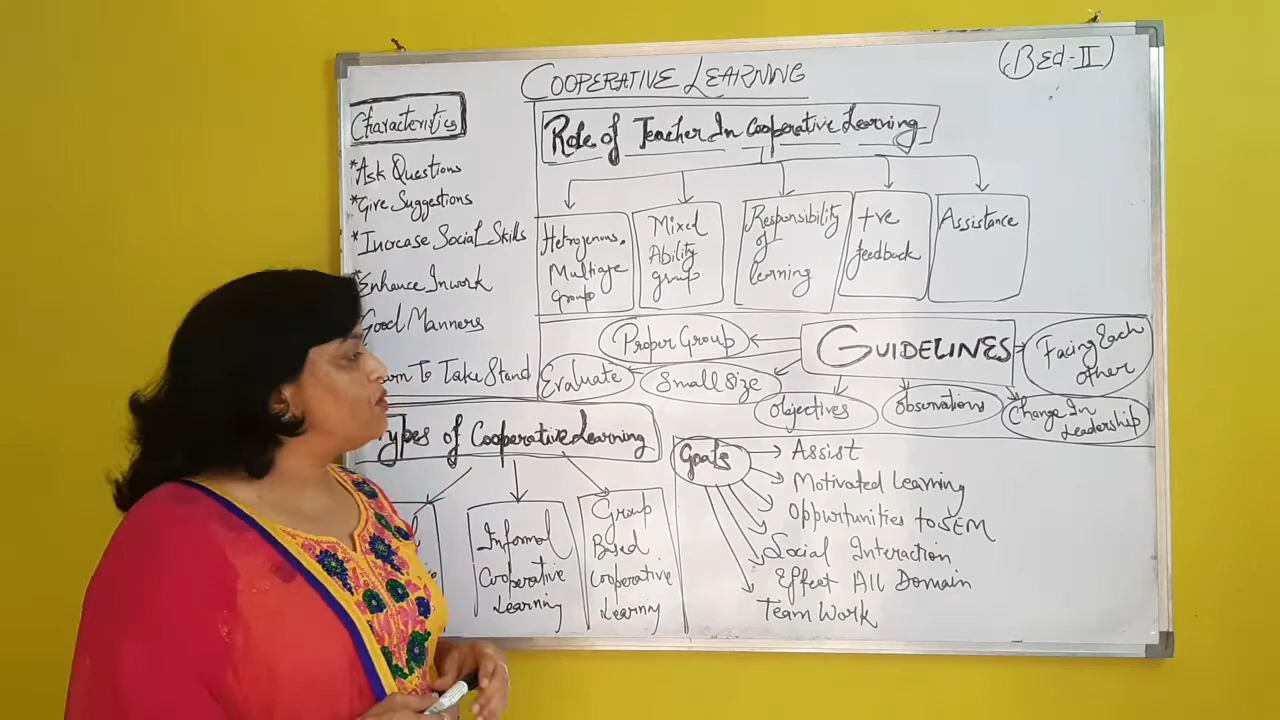 COOPERATIVE LEARNING
(BEd-II)
Characteristics
*Ask Questions
*Give Suggestions
*Increase Social Skills
*Enhance Inwork
Good Manners
To Take Stand
Role of Teacher In Cooperative Learning
Hetrogenous.
Multiage
group
Mixed
Ability
group
Responsibility
of
learning
+ve
feedback
Assistance
GUIDELINES
Proper Group
Evaluate
Small Size
Objectives
Observations
Change In
Leadership
Facing Each
other
Types of Cooperative Learning
Informal
Cooperative
Learning
Group
Based
Cooperative
Learning
Goals
Assist
Motivated Learning
Oppurtunities to SEM
Social Interaction
Effect All Domain
Team Work